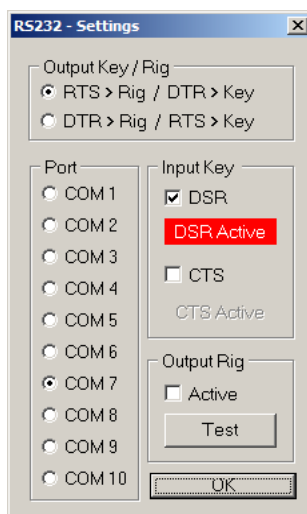 RS232 - Settings
Output Key / Rig
RTS > Rig / DTR > Key
DTR > Rig / RTS > Key
Port
COM 1
COM 2
COM 3
COM 4
COM 5
COM 6
COM 7
COM 8
COM 9
COM 10
Input Key
DSR
DSR Active
CTS
CTS Active
Output Rig
Active
Test
OK